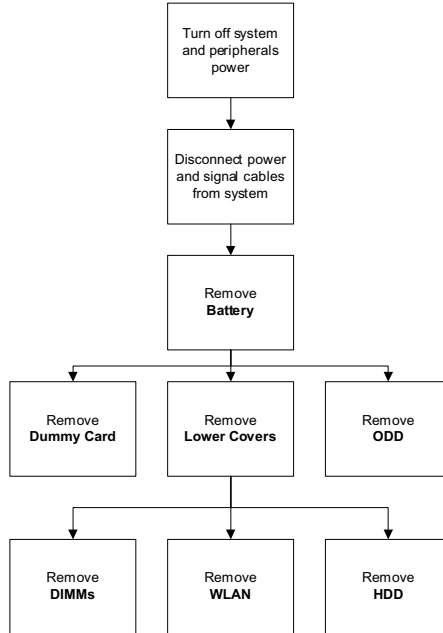 Turn off system
and peripherals
power
Disconnect power
and signal cables
from system
Remove
Battery
Remove
Dummy Card
Remove
Lower Covers
Remove
ODD
Remove
DIMMs
Remove
WLAN
Remove
HDD